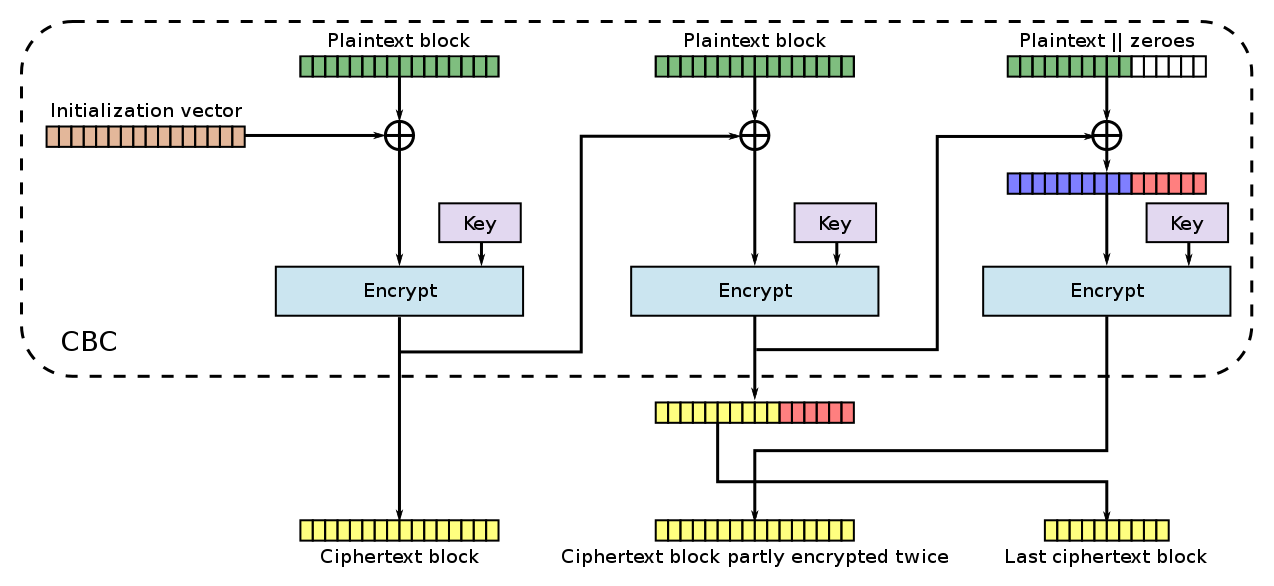 Plaintext block
Plaintext block
Plaintext || zeroes
Initialization vector
Key
Key
Key
Encrypt
Encrypt
Encrypt
CBC
Ciphertext block
Ciphertext block partly encrypted twice
Last ciphertext block